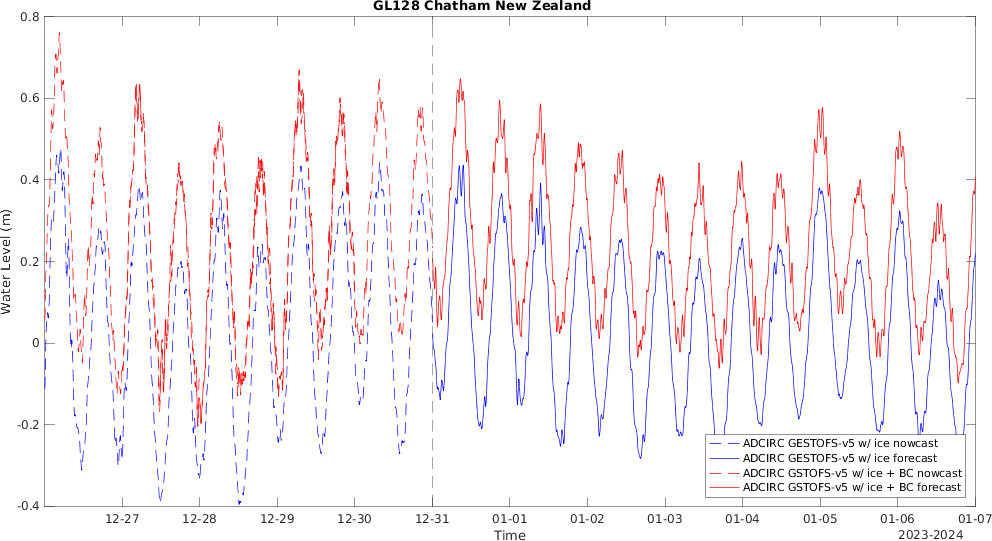 GL128 Chatham New Zealand
0.8
0.6
0.4
0.2
0
-0.2
-0.4
Water Level (m)
ADCIRC GESTOFS-v5 w/ ice nowcast
ADCIRC GESTOFS-v5 w/ ice forecast
ADCIRC GSTOFS-v5 w/ ice + BC nowcast
ADCIRC GSTOFS-v5 w/ ice + BC forecast
12-27 12-28 12-29 12-30 12-31 01-01 01-02 01-03 01-04 01-05 01-06 01-07
Time
2023-2024